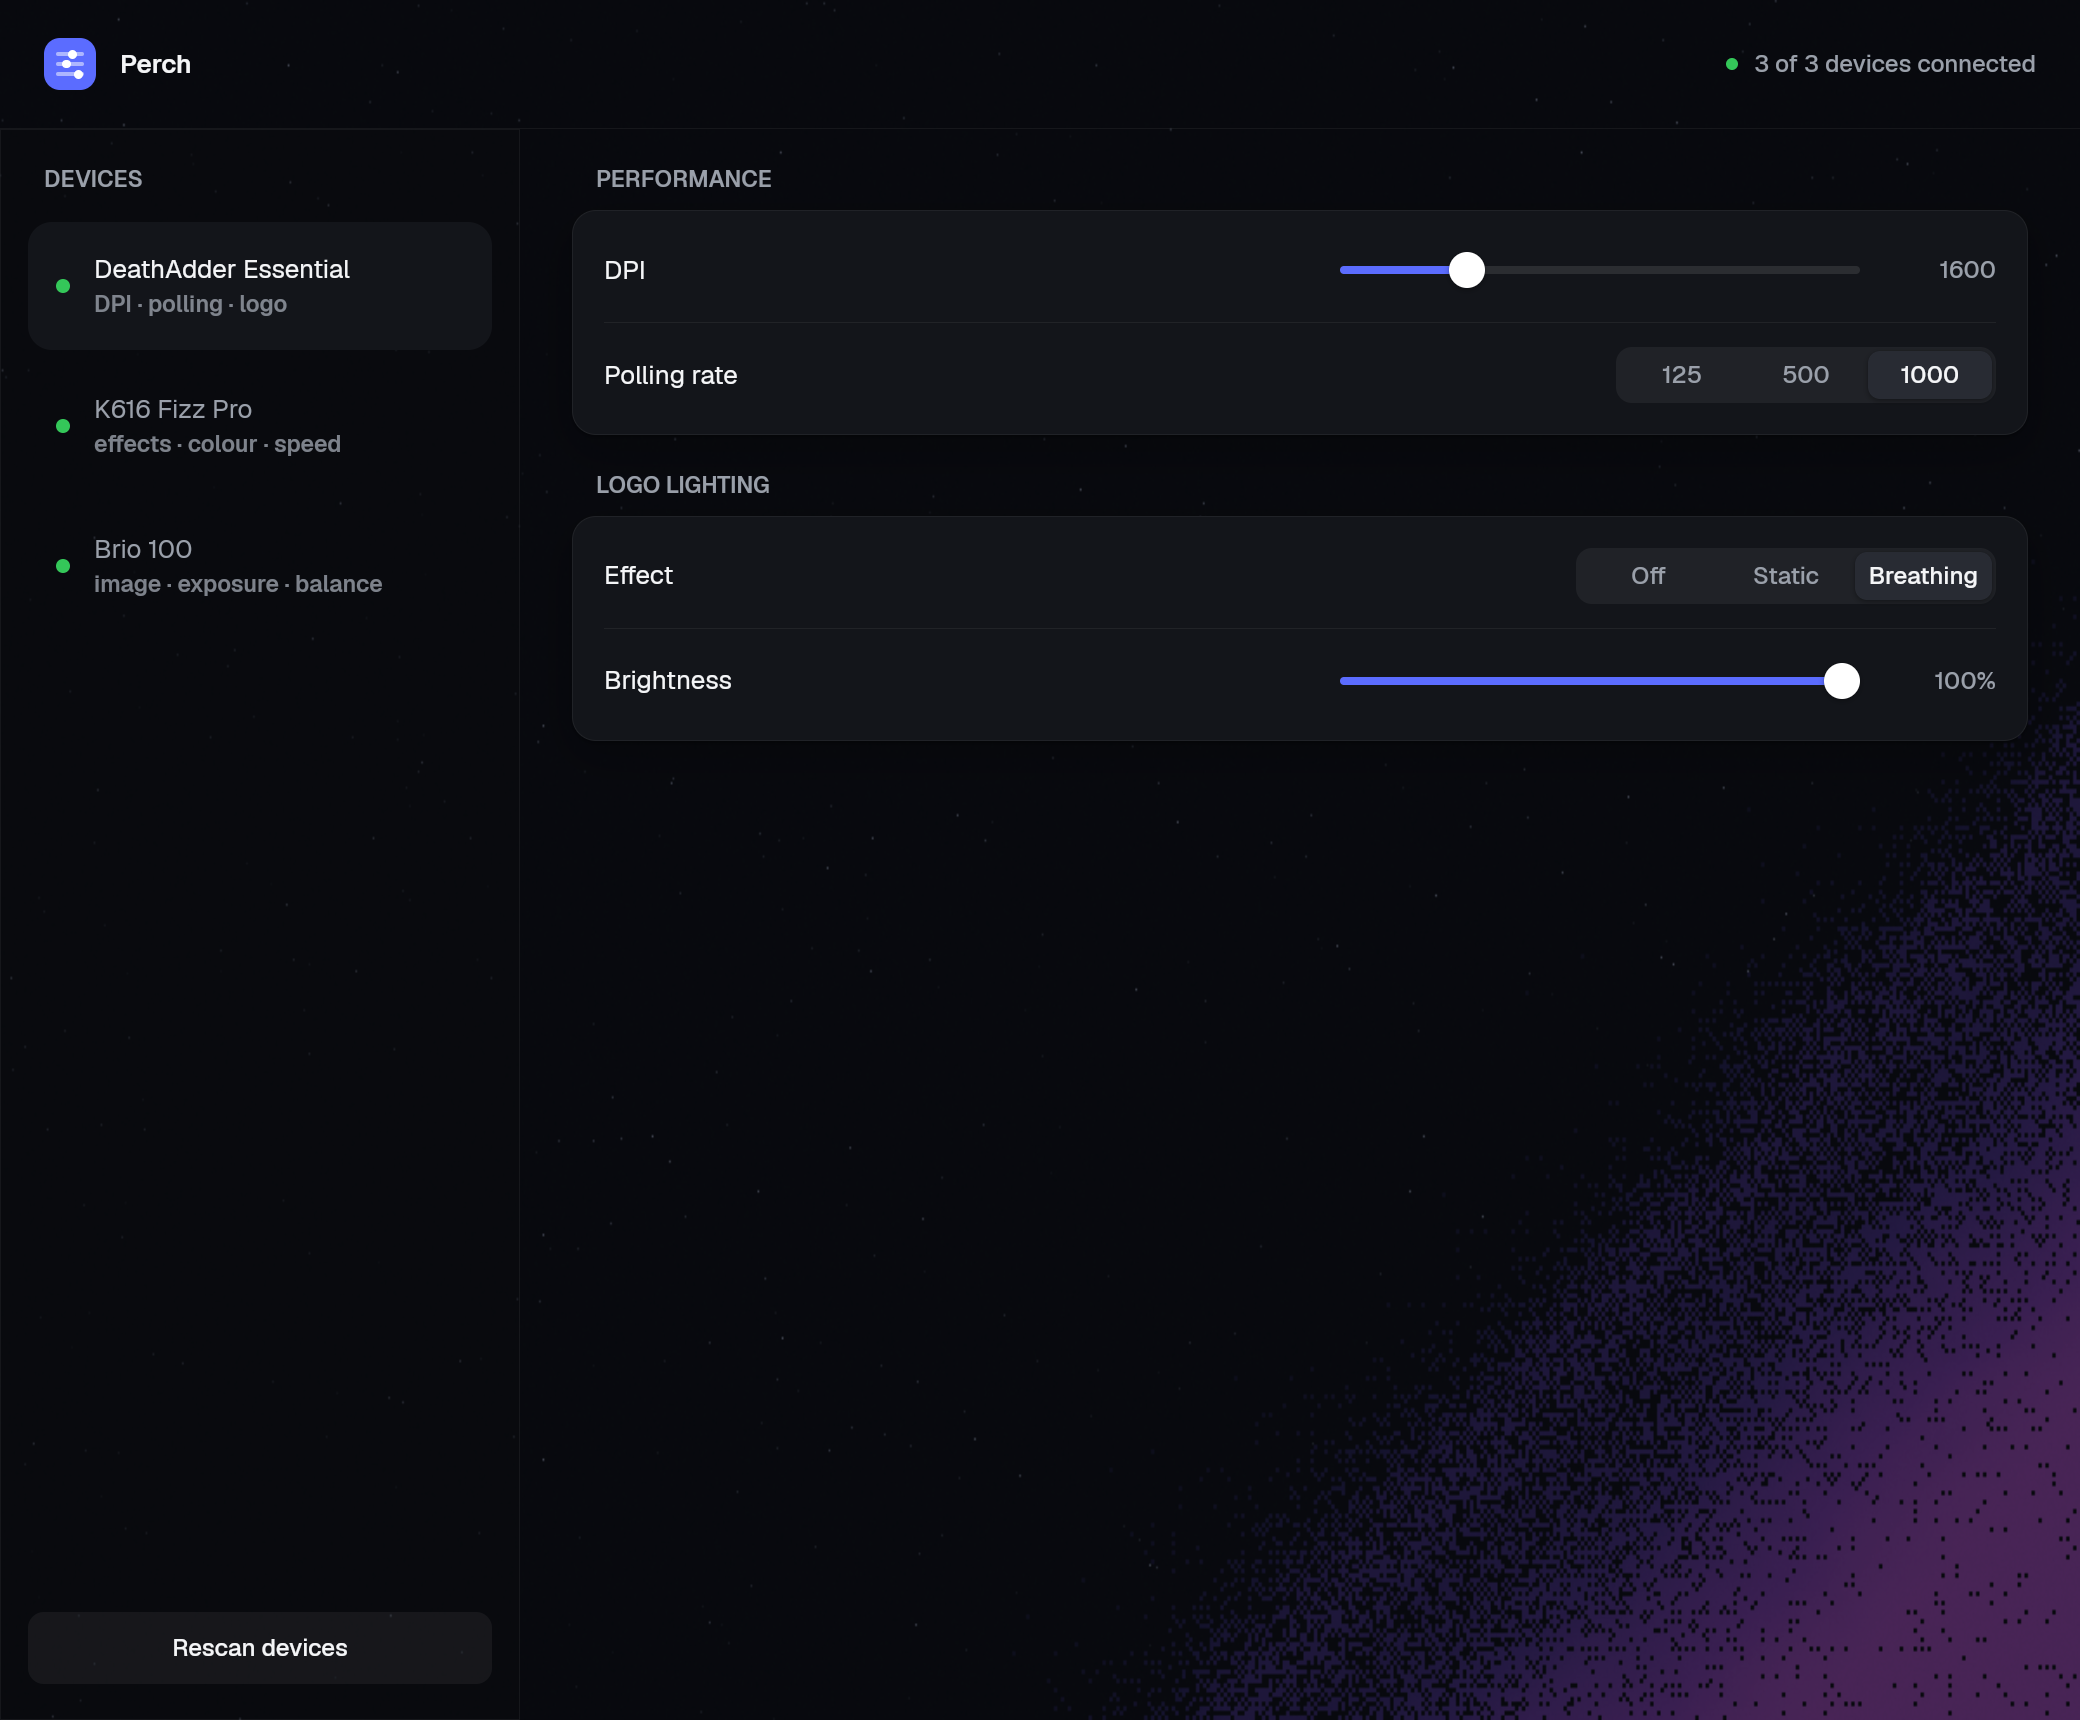 Perch
3 of 3 devices connected
DEVICES
DeathAdder Essential
DPI · polling · logo
K616 Fizz Pro
effects · colour · speed
Brio 100
image · exposure · balance
Rescan devices
PERFORMANCE
DPI 1600
Polling rate 125 500 1000
LOGO LIGHTING
Effect Off Static Breathing
Brightness 100%